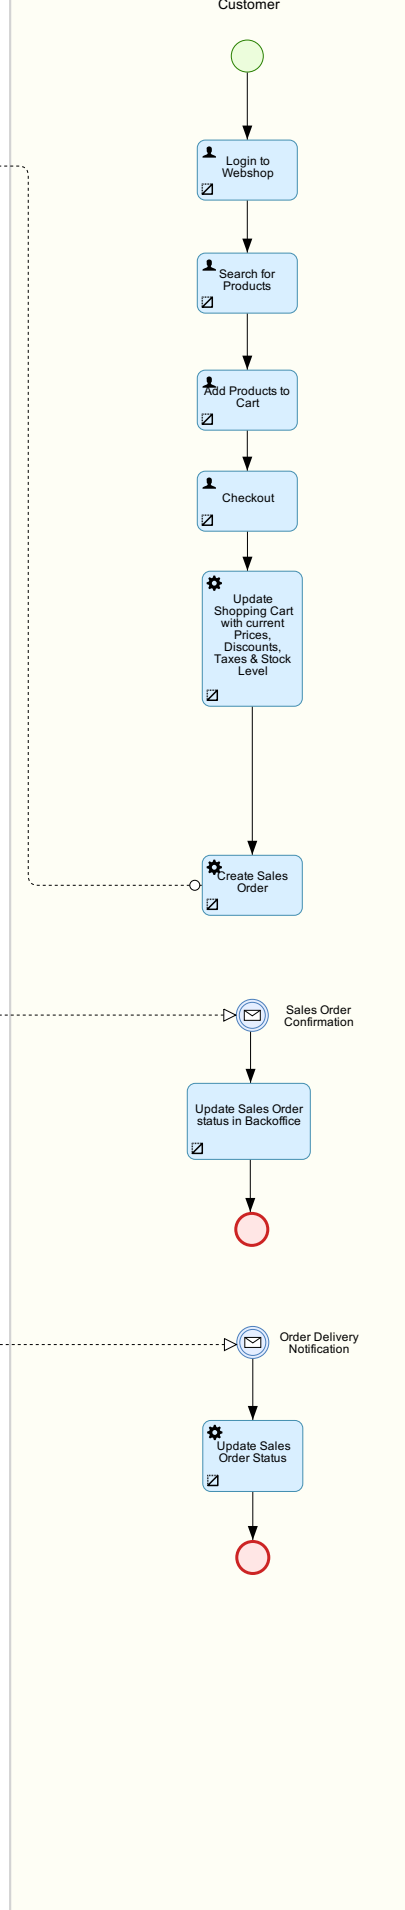 Customer
Login to
Webshop
Search for
Products
Add Products to
Cart
Checkout
Update
Shopping Cart
with current
Prices,
Discounts,
Taxes & Stock
Level
Create Sales
Order
Sales Order
Confirmation
Update Sales Order
status in Backoffice
Order Delivery
Notification
Update Sales
Order Status